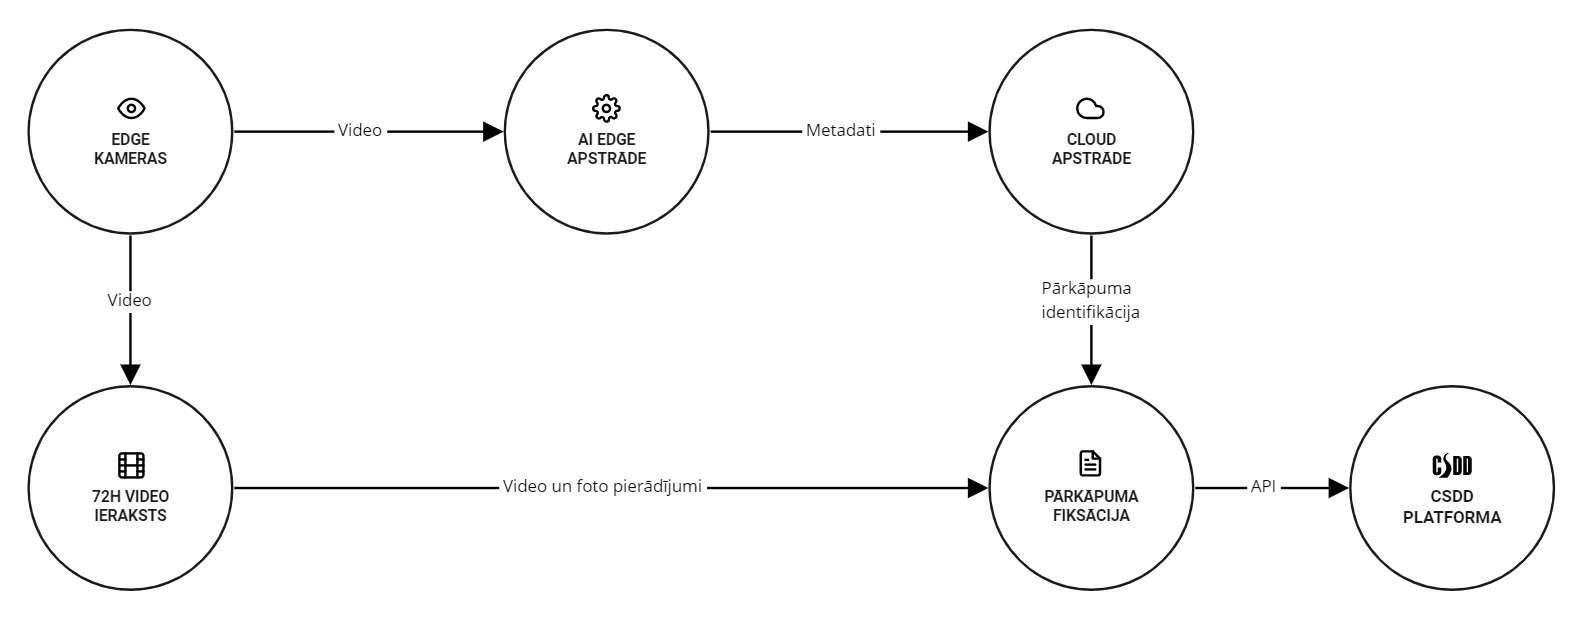 EDGE
KAMERAS
Video
AI EDGE
APSTRĀDE
Metadati
CLOUD
APSTRĀDE
Video
Pārkāpuma
identifikācija
72H VIDEO
IERAKSTS
Video un foto pierādījumi
PĀRKĀPUMA
FIKSĀCIJA
API
CSDD
CSDD
PLATFORMA